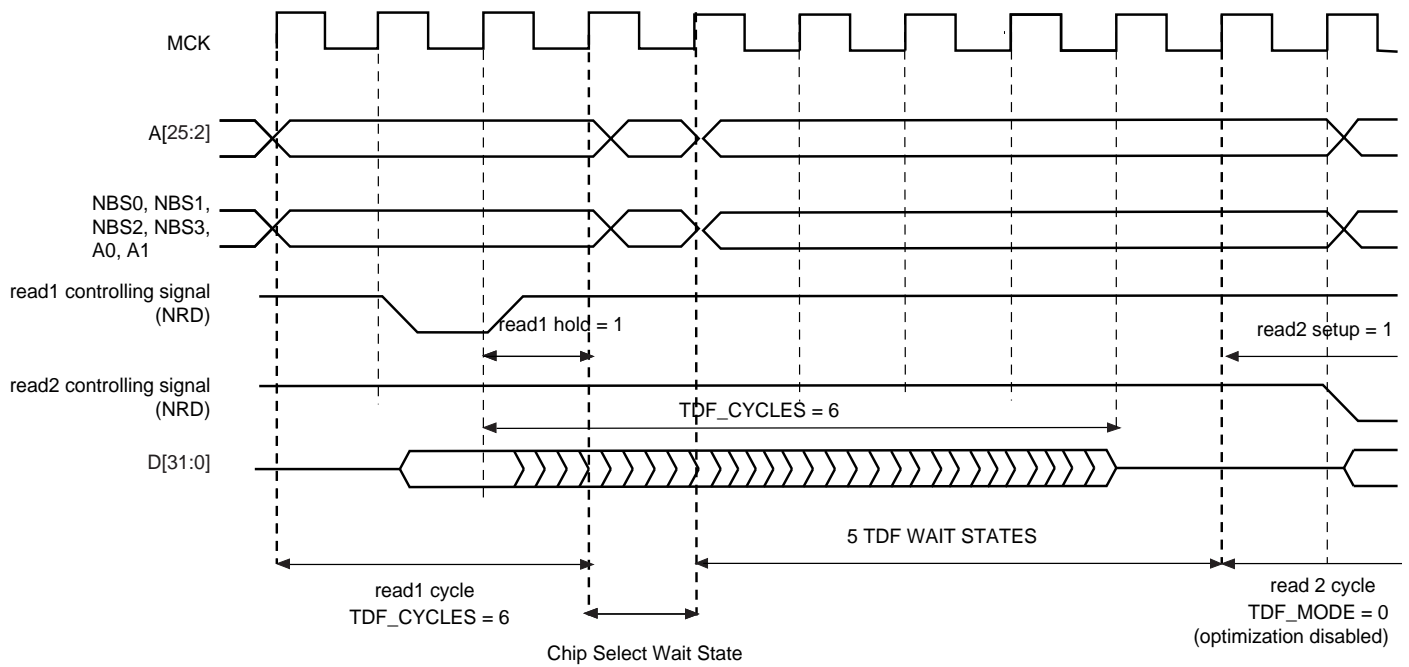 MCK
A[25:2]
NBS0, NBS1,
NBS2, NBS3,
A0, A1
read1 controlling signal
(NRD)
read1 hold = 1
read2 setup = 1
read2 controlling signal
(NRD)
TDF_CYCLES = 6
D[31:0]
5 TDF WAIT STATES
read1 cycle
TDF_CYCLES = 6
read 2 cycle
TDF_MODE = 0
(optimization disabled)
Chip Select Wait State